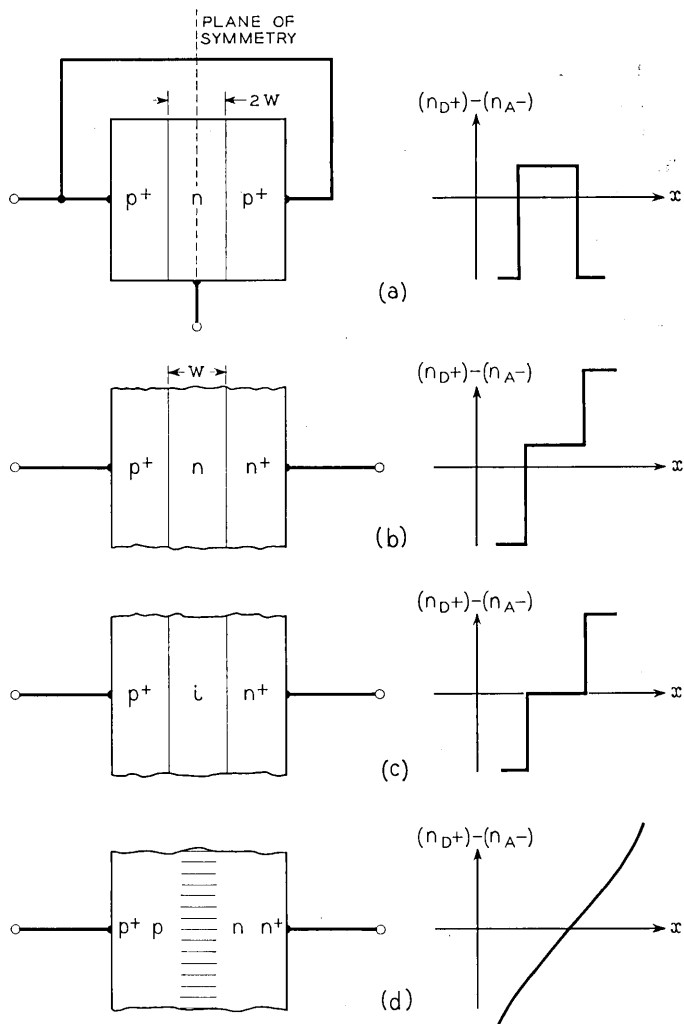 PLANE OF
SYMMETRY
2W
p+ n p+
(nD+)-(nA-)
x
(a)
W
p+ n n+
(nD+)-(nA-)
x
(b)
p+ i n+
(nD+)-(nA-)
x
(c)
p+ p n n+
(nD+)-(nA-)
x
(d)